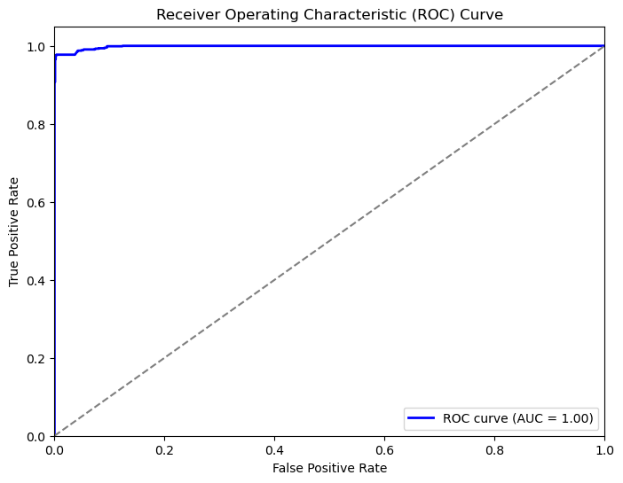 Receiver Operating Characteristic (ROC) Curve
1.0
0.8
0.6
0.4
0.2
0.0
True Positive Rate
ROC curve (AUC = 1.00)
0.0 0.2 0.4 0.6 0.8 1.0
False Positive Rate